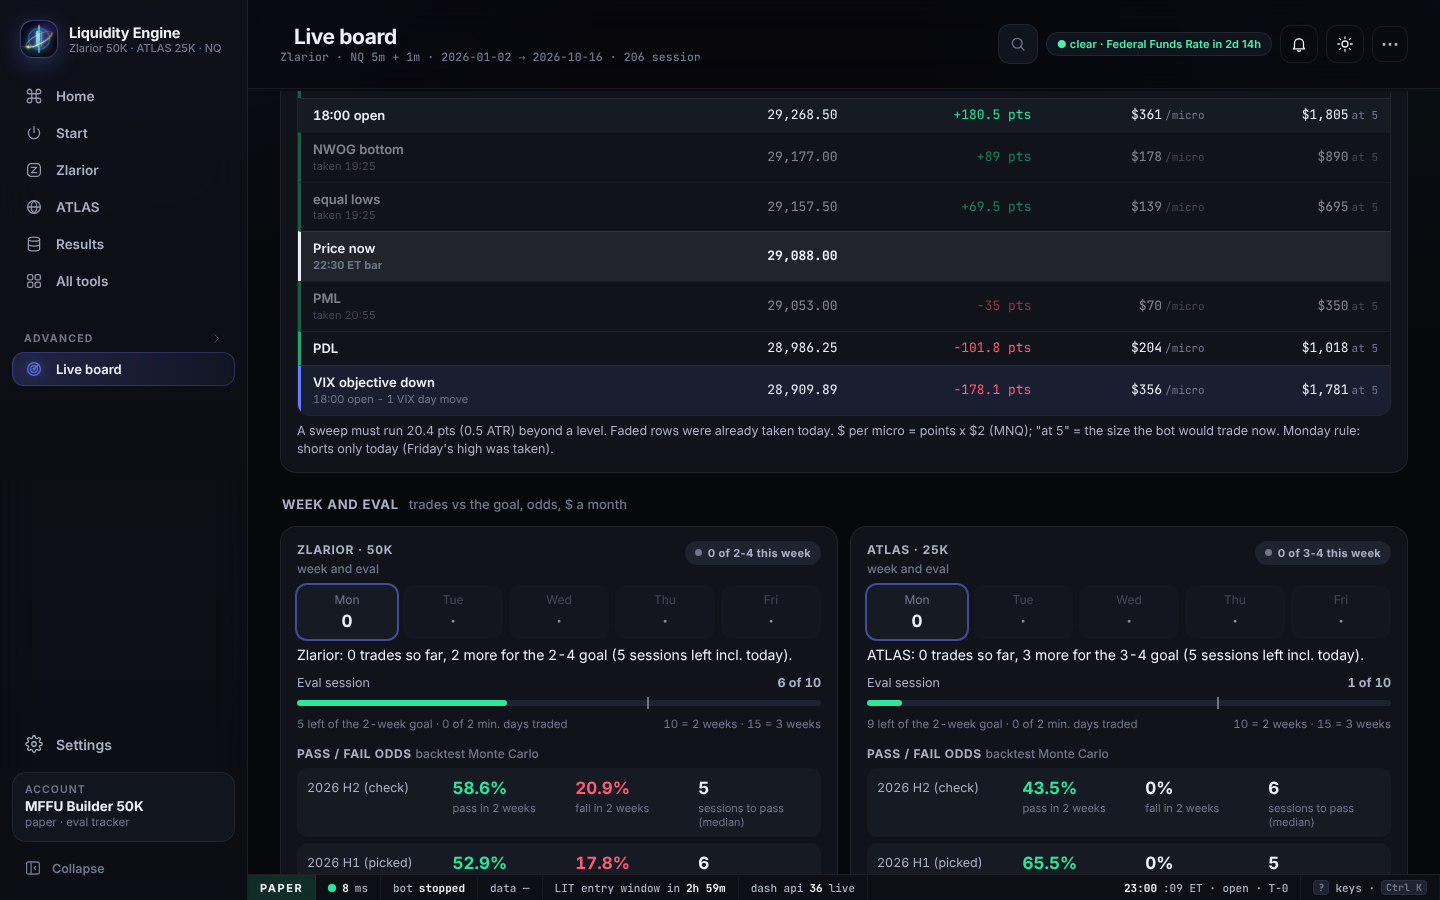 Liquidity Engine
Zlarior 50K · ATLAS 25K · NQ
Home
Start
Zlarior
ATLAS
Results
All tools
ADVANCED
Live board
Settings
ACCOUNT
MFFU Builder 50K
paper · eval tracker
Collapse
Live board
Zlarior · NQ 5m + 1m · 2026-01-02 → 2026-10-16 · 206 session
clear · Federal Funds Rate in 2d 14h
18:00 open 29,268.50 +180.5 pts $361 /micro $1,805 at 5
NWOG bottom 29,177.00 +89 pts $178 /micro $890 at 5
taken 19:25
equal lows 29,157.50 +69.5 pts $139 /micro $695 at 5
taken 19:25
Price now 29,088.00
22:30 ET bar
PML 29,053.00 -35 pts $70 /micro $350 at 5
taken 20:55
PDL 28,986.25 -101.8 pts $204 /micro $1,018 at 5
VIX objective down 28,909.89 -178.1 pts $356 /micro $1,781 at 5
18:00 open - 1 VIX day move
A sweep must run 20.4 pts (0.5 ATR) beyond a level. Faded rows were already taken today. $ per micro = points x $2 (MNQ); "at 5" = the size the bot would trade now. Monday rule:
shorts only today (Friday's high was taken).
WEEK AND EVAL trades vs the goal, odds, $ a month
ZLARIOR · 50K
0 of 2-4 this week
week and eval
Mon Tue Wed Thu Fri
0 · · · ·
Zlarior: 0 trades so far, 2 more for the 2-4 goal (5 sessions left incl. today).
Eval session 6 of 10
5 left of the 2-week goal · 0 of 2 min. days traded 10 = 2 weeks · 15 = 3 weeks
PASS / FAIL ODDS backtest Monte Carlo
2026 H2 (check) 58.6% 20.9% 5
pass in 2 weeks fail in 2 weeks sessions to pass
(median)
2026 H1 (picked) 52.9% 17.8% 6
ATLAS · 25K
0 of 3-4 this week
week and eval
Mon Tue Wed Thu Fri
0 · · · ·
ATLAS: 0 trades so far, 3 more for the 3-4 goal (5 sessions left incl. today).
Eval session 1 of 10
9 left of the 2-week goal · 0 of 2 min. days traded 10 = 2 weeks · 15 = 3 weeks
PASS / FAIL ODDS backtest Monte Carlo
2026 H2 (check) 43.5% 0% 6
pass in 2 weeks fail in 2 weeks sessions to pass
(median)
2026 H1 (picked) 65.5% 0% 5
PAPER 8 ms bot stopped data — LIT entry window in 2h 59m dash api 36 live 23:00 :09 ET · open · T-0 ? keys · Ctrl K